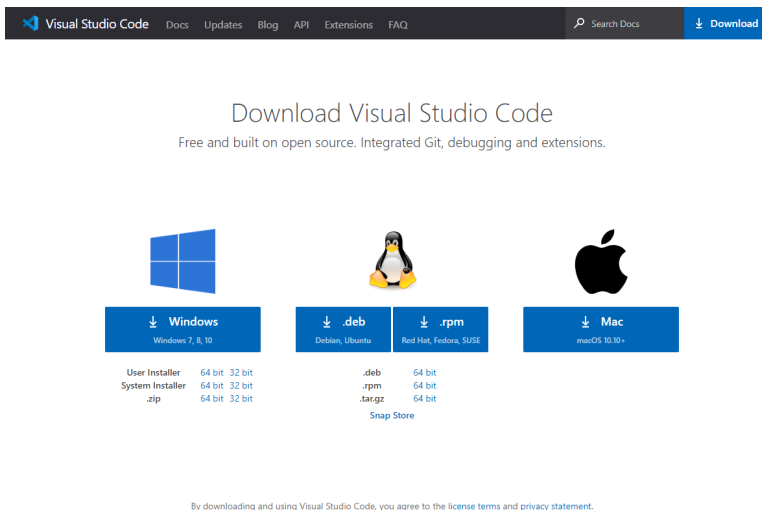 Visual Studio Code Docs Updates Blog API Extensions FAQ Search Docs Download
Download Visual Studio Code
Free and built on open source. Integrated Git, debugging and extensions.
Windows
Windows 7, 8, 10
.deb
Debian, Ubuntu
.rpm
Red Hat, Fedora, SUSE
Mac
macOS 10.10+
User Installer 64 bit 32 bit
System Installer 64 bit 32 bit
.zip 64 bit 32 bit
.deb 64 bit
.rpm 64 bit
.tar.gz 64 bit
Snap Store
By downloading and using Visual Studio Code, you agree to the license terms and privacy statement.